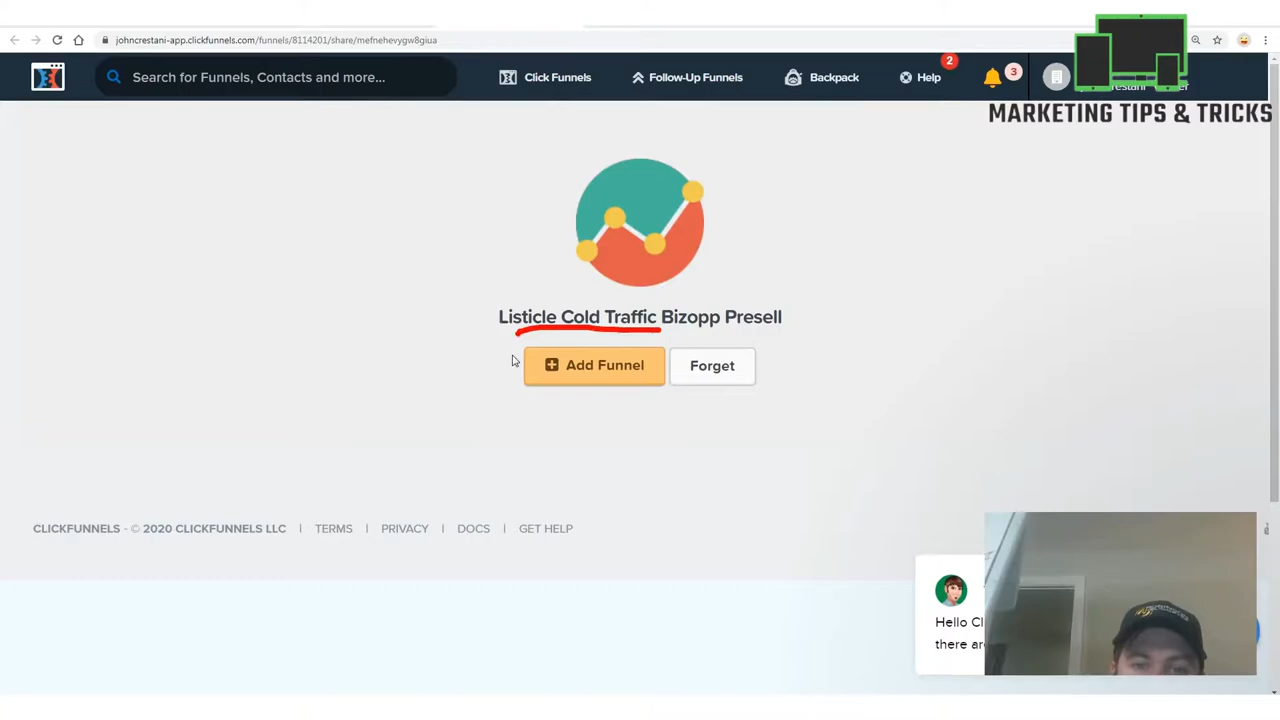 johncrestani-app.clickfunnels.com/funnels/8114201/share/mefnehevygw8giua
Search for Funnels, Contacts and more...
Click Funnels
Follow-Up Funnels
Backpack
Help
2
3
MARKETING TIPS & TRICKS
Listicle Cold Traffic Bizopp Presell
Add Funnel
Forget
CLICKFUNNELS - © 2020 CLICKFUNNELS LLC | TERMS | PRIVACY | DOCS | GET HELP
Hello Cl
there are